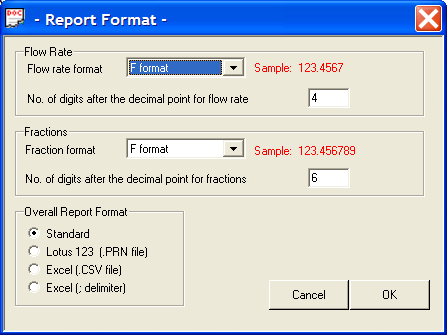 DOC - Report Format -
Flow Rate
Flow rate format F format Sample: 123.4567
No. of digits after the decimal point for flow rate 4
Fractions
Fraction format F format Sample: 123.456789
No. of digits after the decimal point for fractions 6
Overall Report Format
Standard
Lotus 123 (.PRN file)
Excel (.CSV file)
Excel (; delimiter)
Cancel OK